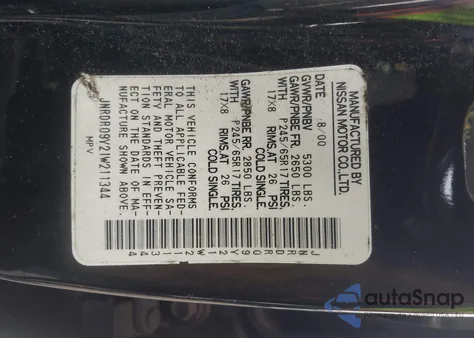 MANUFACTURED BY
NISSAN MOTOR CO.,LTD.
DATE 8/00
GVWR/PNBV 5300 LBS.
GAWR/PNBE FR. 2650 LBS.
WITH P245/65R17 TIRES,
17X8 RIMS,AT 26 PSI
COLD SINGLE.
GAWR/PNBE RR. 2850 LBS.
WITH P245/65R17 TIRES,
17X8 RIMS,AT 26 PSI
COLD SINGLE.
THIS VEHICLE CONFORMS
TO ALL APPLICABLE FED-
ERAL MOTOR VEHICLE SA-
FETY AND THEFT PREVEN-
TION STANDARDS IN EFF-
ECT ON THE DATE OF MA-
NUFACTURE SHOWN ABOVE.
JNRDR09Y21W211344
MPV
JNRDR09Y21W211344
autoSnap